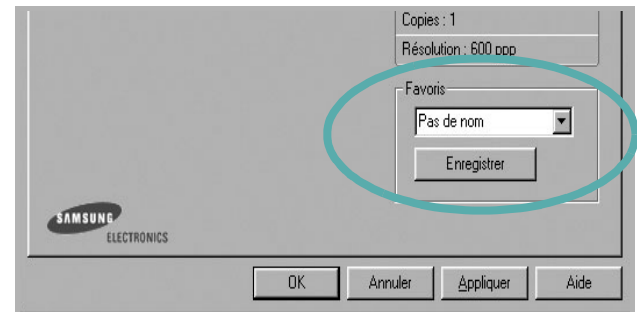 Copies : 1
Résolution : 600 ppp
Favoris
Pas de nom
Enregistrer
SAMSUNG
ELECTRONICS
OK Annuler Appliquer Aide